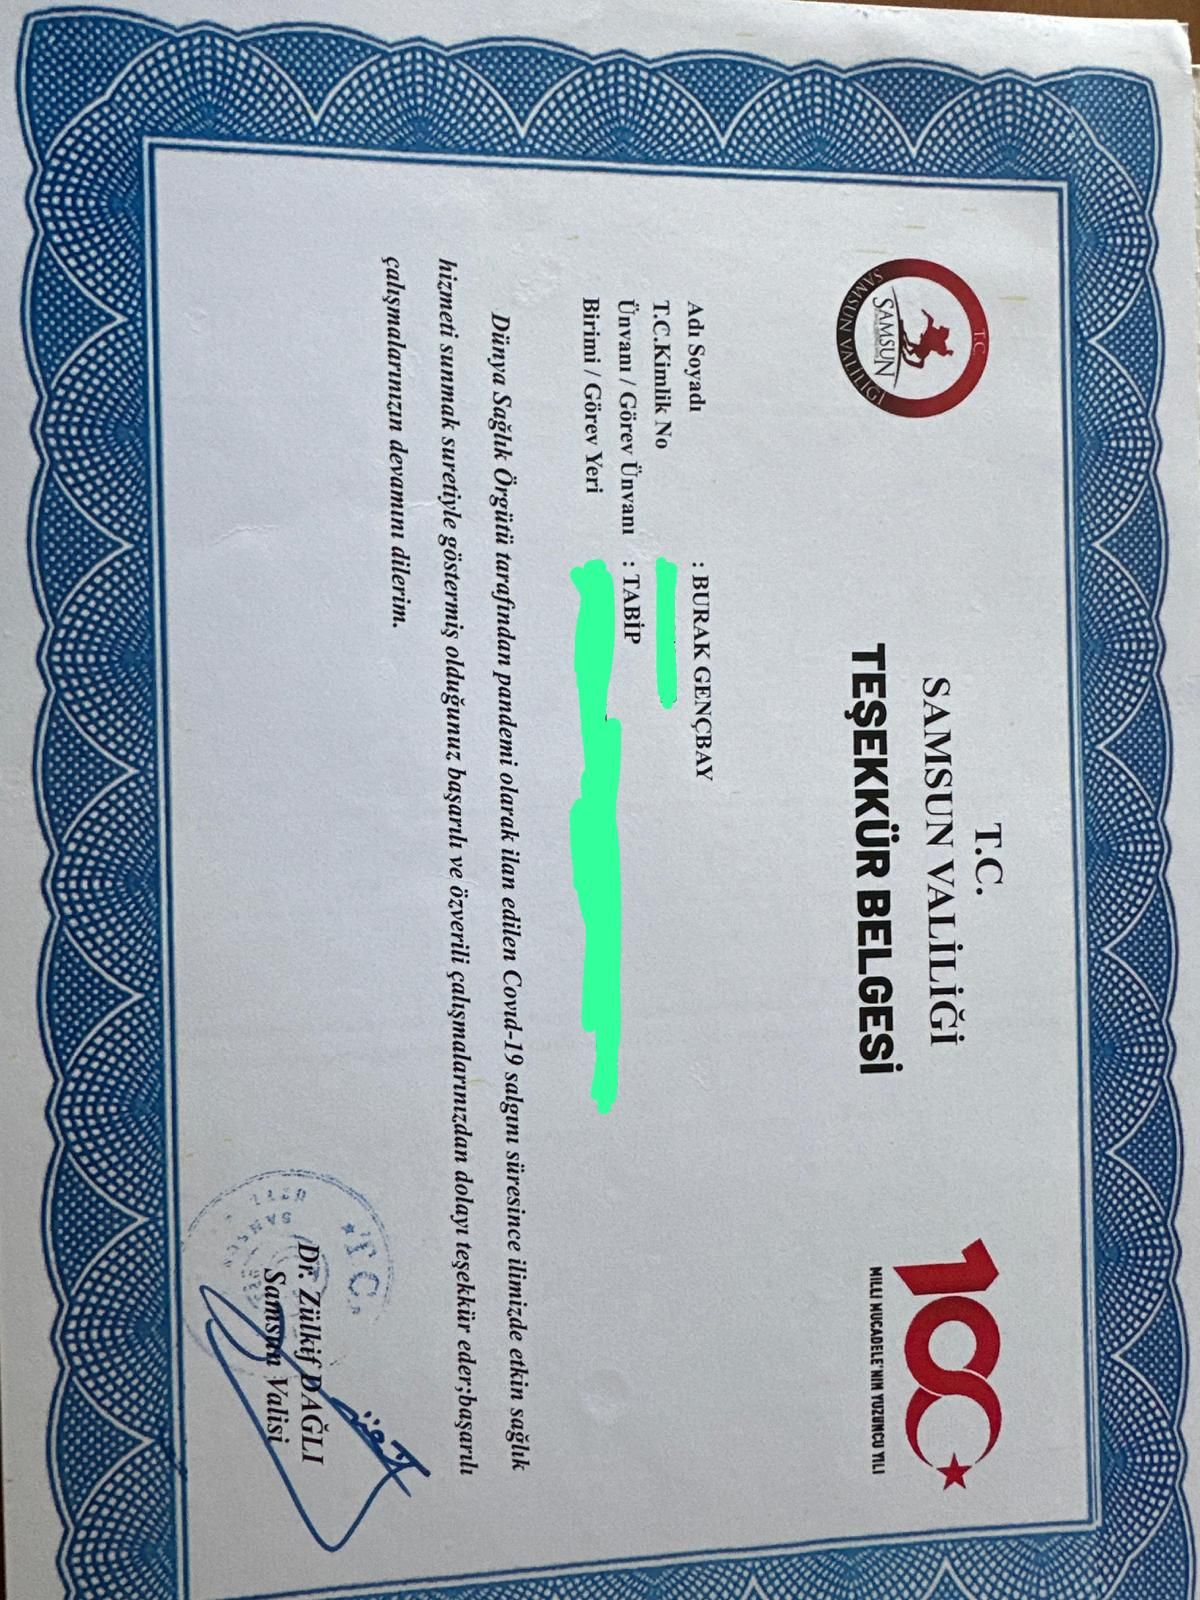 T.C.
SAMSUN VALİLİĞİ
TEŞEKKÜR BELGESİ
T.C.
SAMSUN
SAMSUN VALİLİĞİ
100
MİLLİ MÜCADELE'NİN YÜZÜNCÜ YILI
Adı Soyadı : BURAK GENÇBAY
T.C.Kimlik No
Ünvanı / Görev Ünvanı : TABİP
Birimi / Görev Yeri
Dünya Sağlık Örgütü tarafından pandemi olarak ilan edilen Covıd-19 salgını süresince ilimizde etkin sağlık
hizmeti sunmak suretiyle göstermiş olduğunuz başarılı ve özverili çalışmalarınızdan dolayı teşekkür eder;başarılı
çalışmalarınızın devamını dilerim.
T.C.
Dr. Zülkif DAĞLI
Samsun Valisi